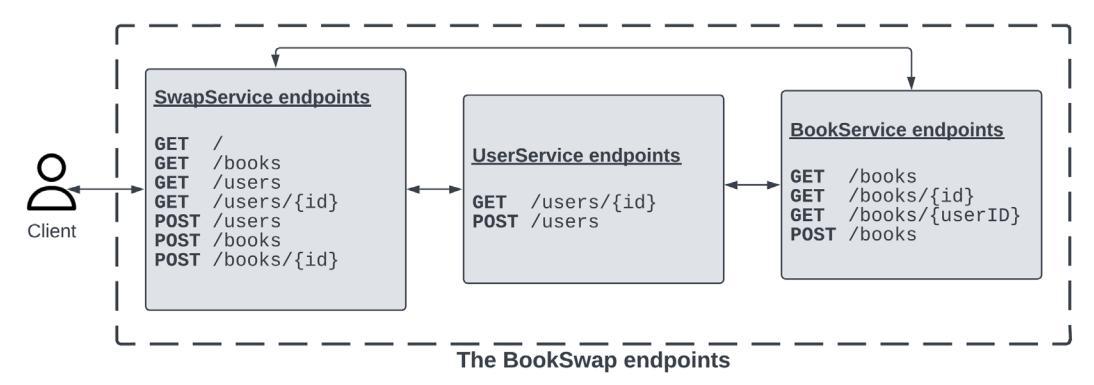 SwapService endpoints
GET /
GET /books
GET /users
GET /users/{id}
POST /users
POST /books
POST /books/{id}
UserService endpoints
GET /users/{id}
POST /users
BookService endpoints
GET /books
GET /books/{id}
GET /books/{userID}
POST /books
Client
The BookSwap endpoints